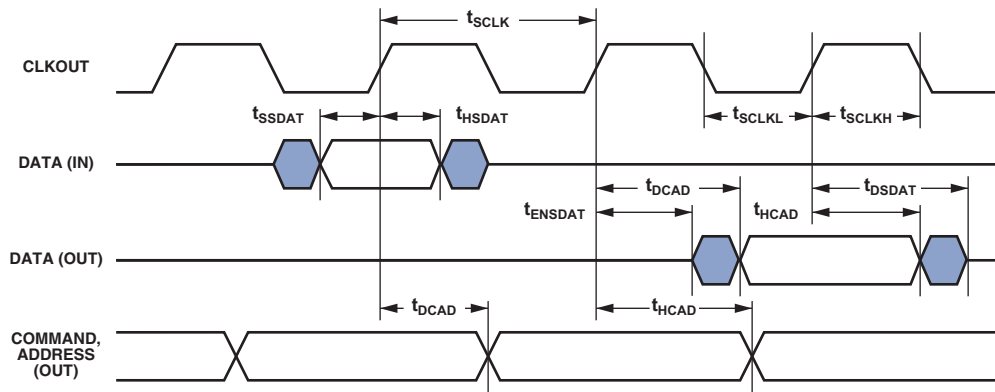 tSCLK
CLKOUT
tSSDAT
tHSDAT
tSCLKL
tSCLKH
DATA (IN)
tDCAD
tDSDAT
tENSDAT
tHCAD
DATA (OUT)
tDCAD
tHCAD
COMMAND,
ADDRESS
(OUT)